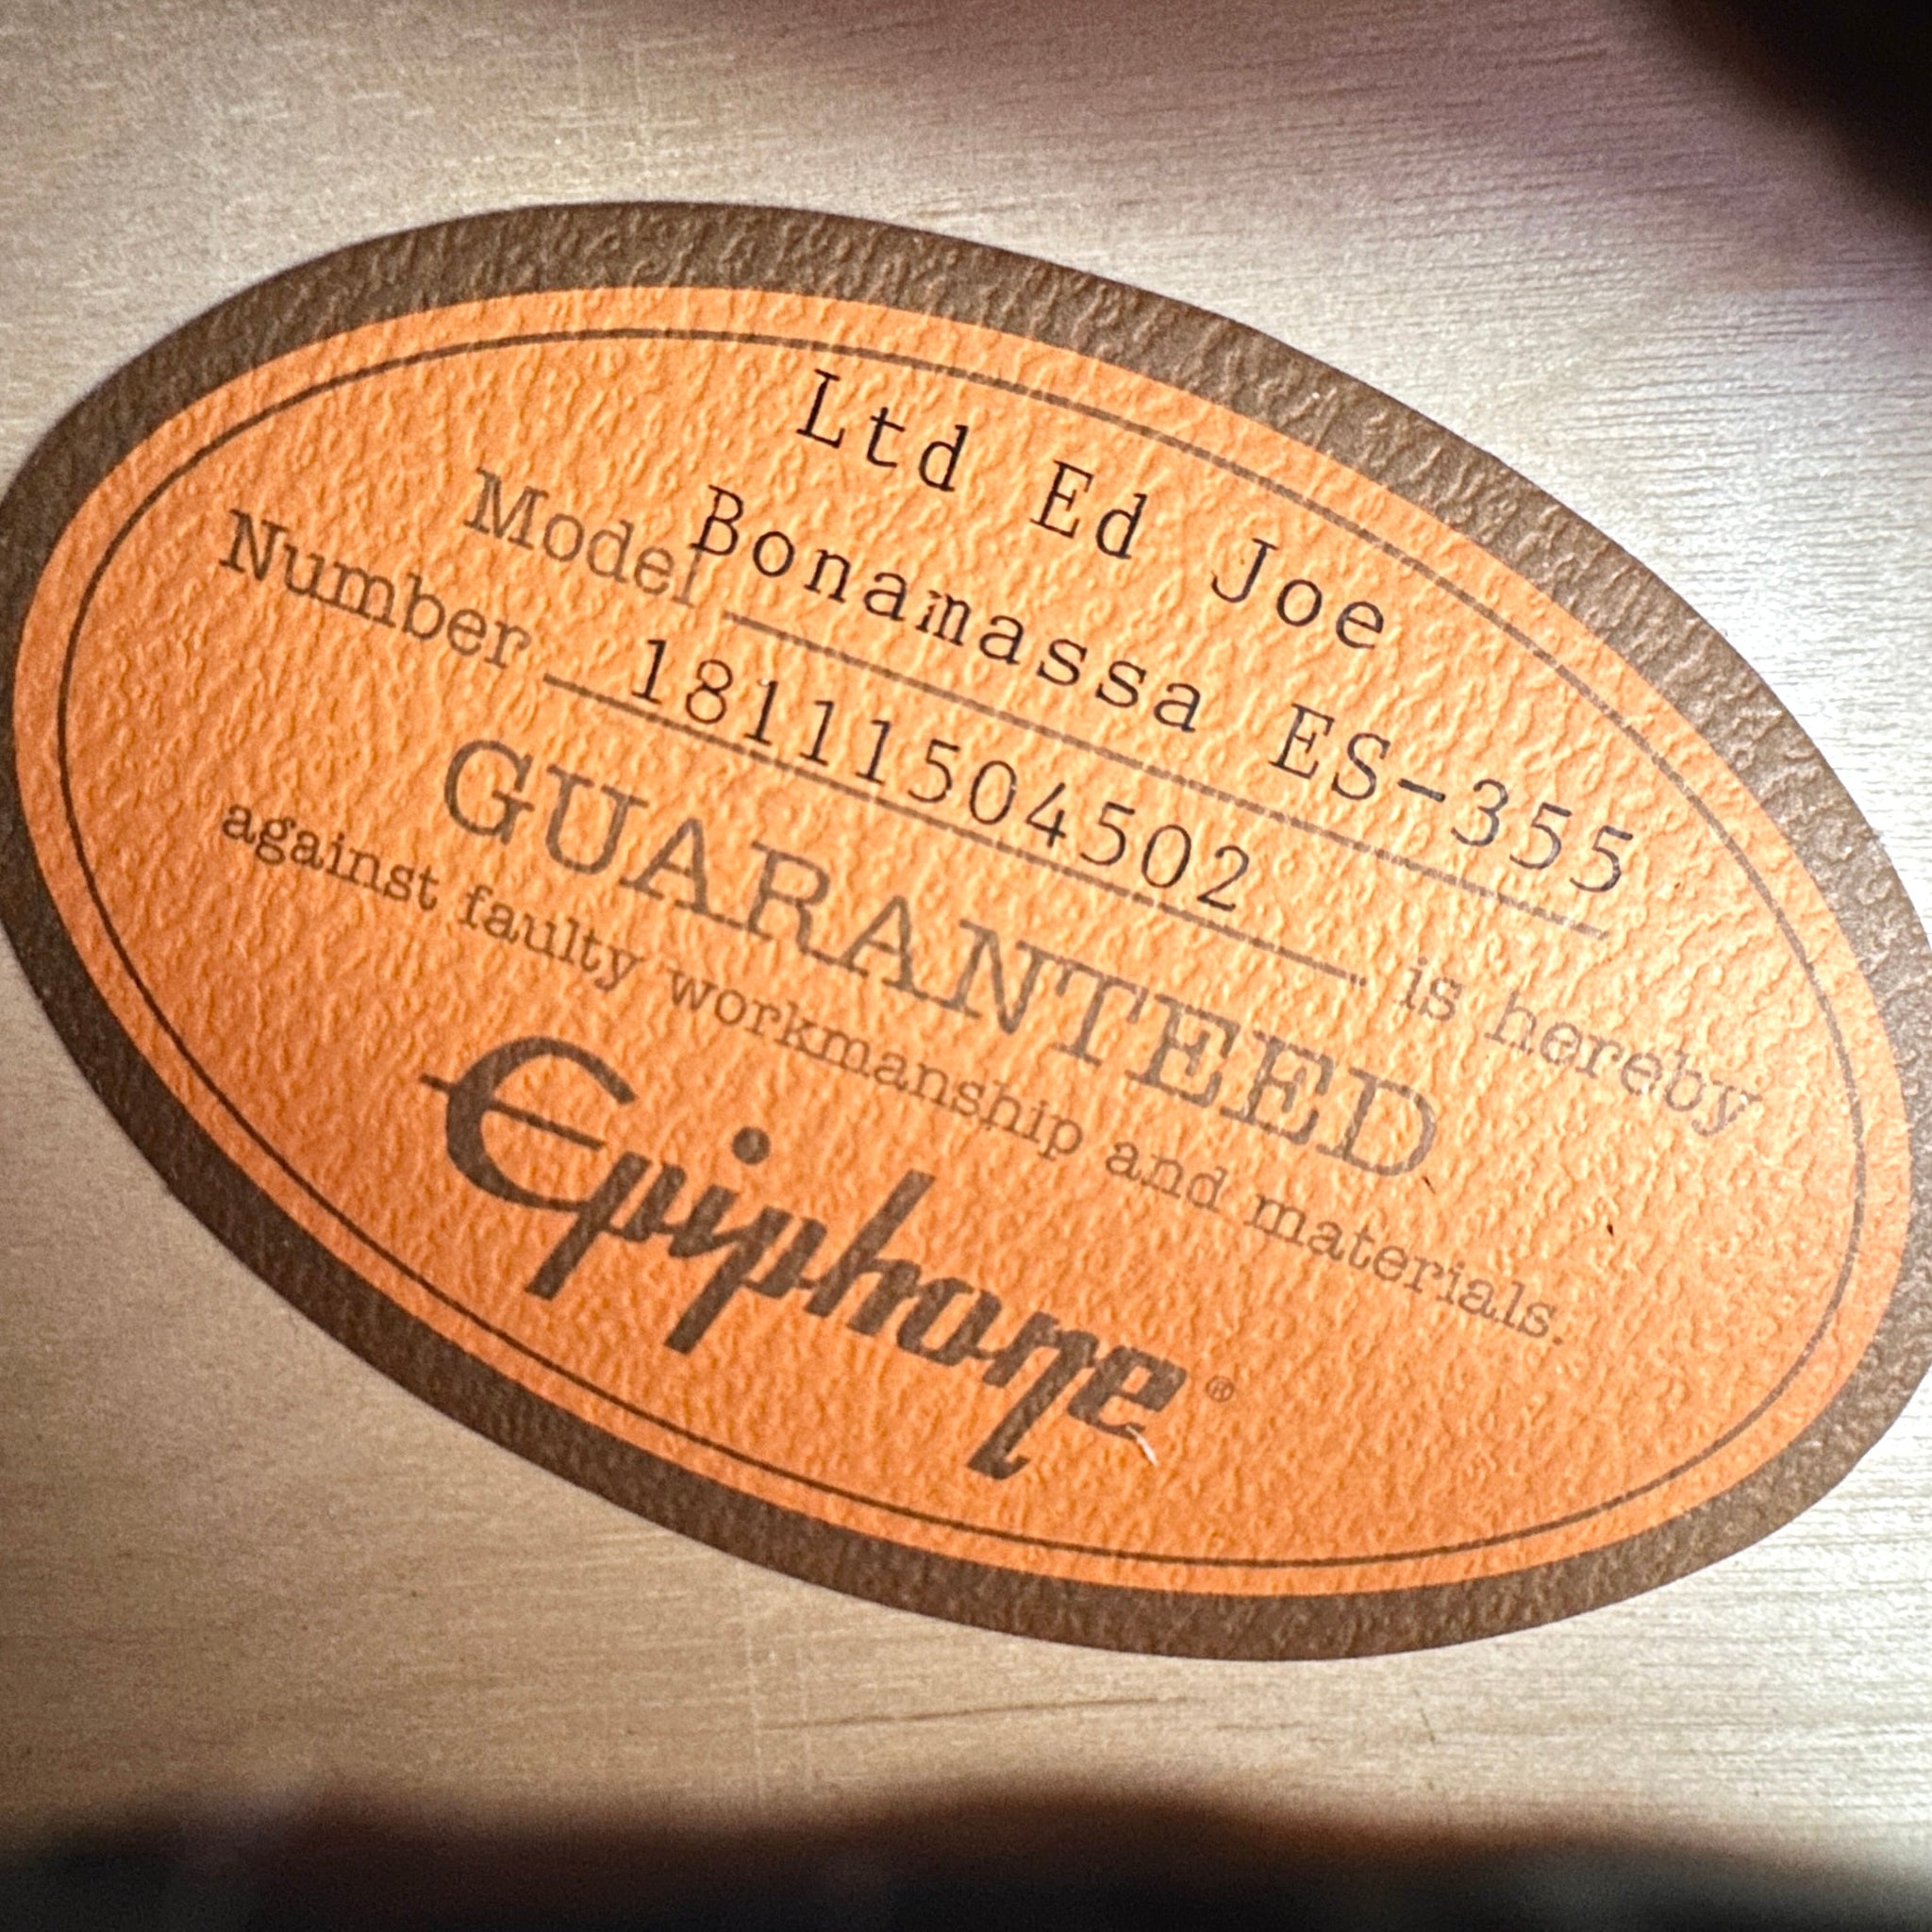 Ltd Ed Joe
Model Bonamassa ES-355
Number 18111504502 is hereby
GUARANTEED
against faulty workmanship and materials.
Epiphone®